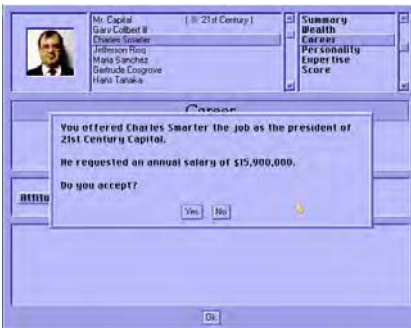 Mr. Capital | 21st Century |
Gary Colbert II
Charles Smarter
Jefferson Rioq
Maria Sanchez
Gertrude Cosgrove
Hans Tanaka
Summary
Wealth
Career
Personality
Expertise
Score
Career
You offered Charles Smarter the job as the president of
21st Century Capital.
He requested an annual salary of $15,900,000.
Do you accept?
Yes No
Ok